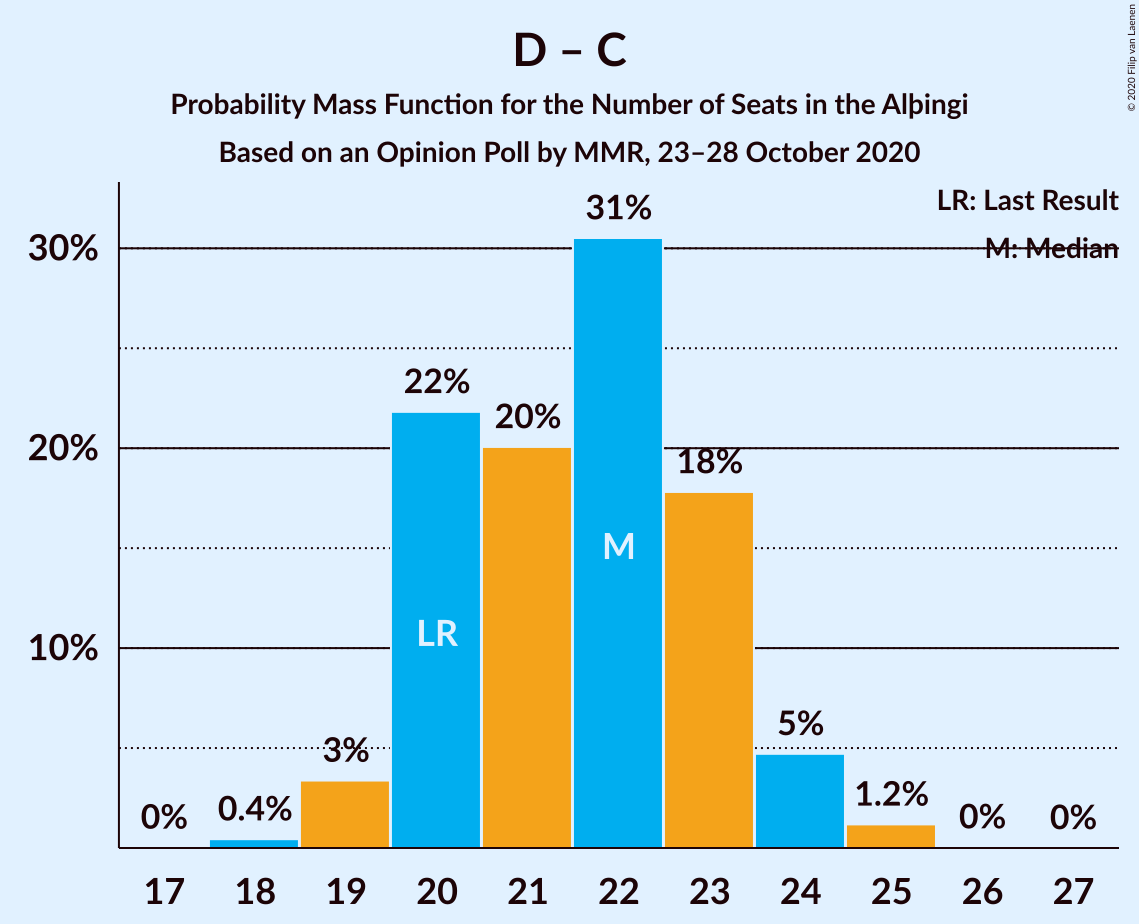 © 2020 Filip van Laenen
D – C
Probability Mass Function for the Number of Seats in the Alþingi
Based on an Opinion Poll by MMR, 23–28 October 2020
LR: Last Result
M: Median
30%
20%
10%
0%
0.4%
3%
22%
20%
31%
18%
5%
1.2%
0%
0%
LR
M
17 18 19 20 21 22 23 24 25 26 27